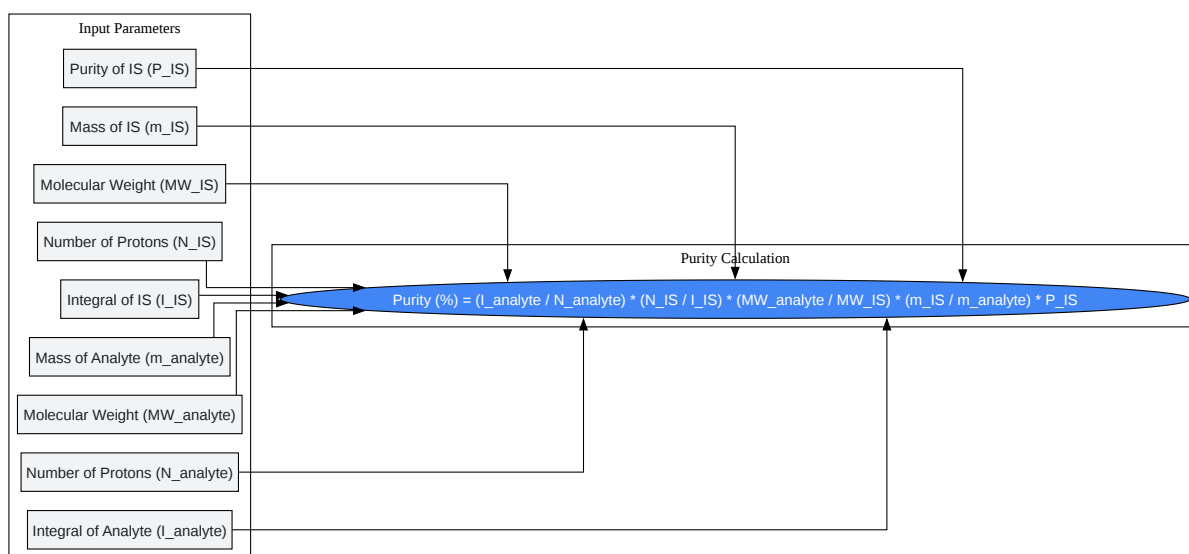 Input Parameters
Purity of IS (P_IS)
Mass of IS (m_IS)
Molecular Weight (MW_IS)
Number of Protons (N_IS)
Integral of IS (I_IS)
Mass of Analyte (m_analyte)
Molecular Weight (MW_analyte)
Number of Protons (N_analyte)
Integral of Analyte (I_analyte)
Purity Calculation
Purity (%) = (I_analyte / N_analyte) * (N_IS / I_IS) * (MW_analyte / MW_IS) * (m_IS / m_analyte) * P_IS